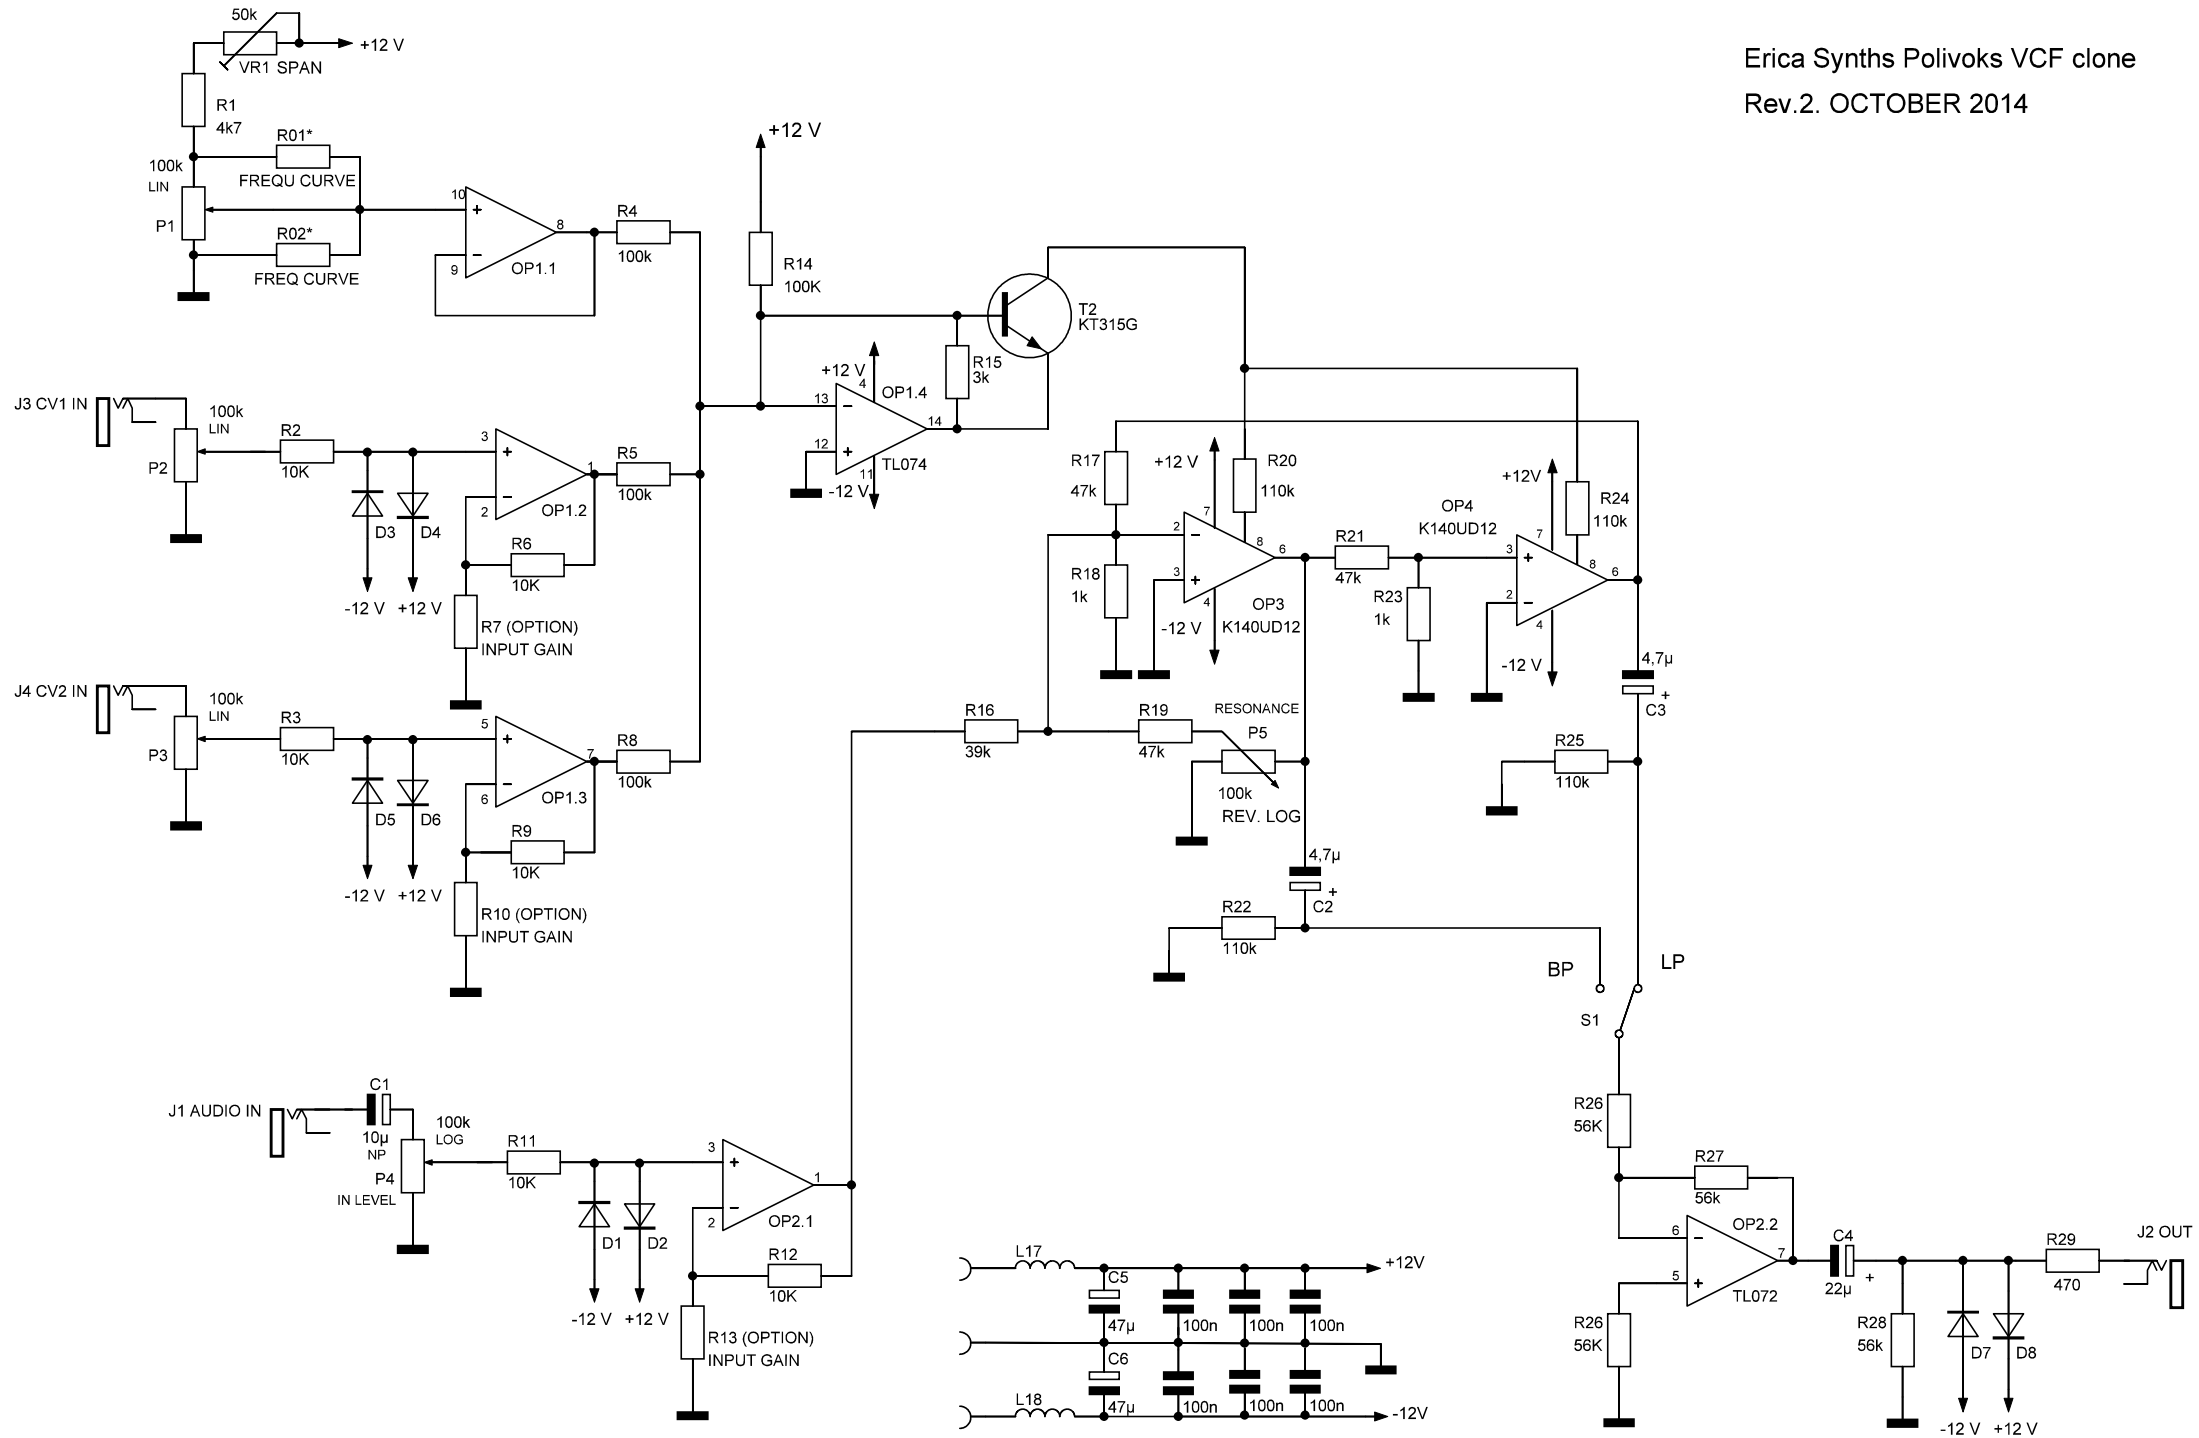 Erica Synths Polivoks VCF clone
Rev.2. OCTOBER 2014
50k
+12 V
VR1 SPAN
R1
4k7
R01*
FREQU CURVE
100k
LIN
P1
R02*
FREQ CURVE
10
+
9
−
8
OP1.1
R4
100k
+12 V
R14
100K
T2
KT315G
R15
3k
+12 V
4
OP1.4
13
−
14
12
+
11
TL074
-12 V
J3 CV1 IN
100k
LIN
P2
R2
10K
D3
D4
-12 V
+12 V
3
+
2
−
1
OP1.2
R5
100k
R6
10K
R7 (OPTION)
INPUT GAIN
J4 CV2 IN
100k
LIN
P3
R3
10K
D5
D6
-12 V
+12 V
5
+
6
−
7
OP1.3
R8
100k
R9
10K
R10 (OPTION)
INPUT GAIN
R17
47k
R18
1k
+12 V
7
R20
110k
2
−
8
6
3
+
4
-12 V
OP3
K140UD12
R21
47k
R23
1k
OP4
K140UD12
+12V
7
R24
110k
3
+
8
6
2
−
4
-12 V
4,7µ
+
C3
R25
110k
R16
39k
R19
47k
RESONANCE
P5
100k
REV. LOG
4,7µ
+
C2
R22
110k
BP
LP
S1
J1 AUDIO IN
C1
10µ
NP
100k
LOG
P4
IN LEVEL
R11
10K
D1
D2
-12 V
+12 V
3
+
2
−
1
OP2.1
R12
10K
R13 (OPTION)
INPUT GAIN
L17
+12V
C5
47µ
100n
100n
100n
C6
47µ
100n
100n
100n
L18
-12V
R26
56K
R27
56k
6
−
5
+
7
OP2.2
TL072
R26
56K
C4
22µ
+
R28
56k
D7
D8
-12 V
+12 V
R29
470
J2 OUT